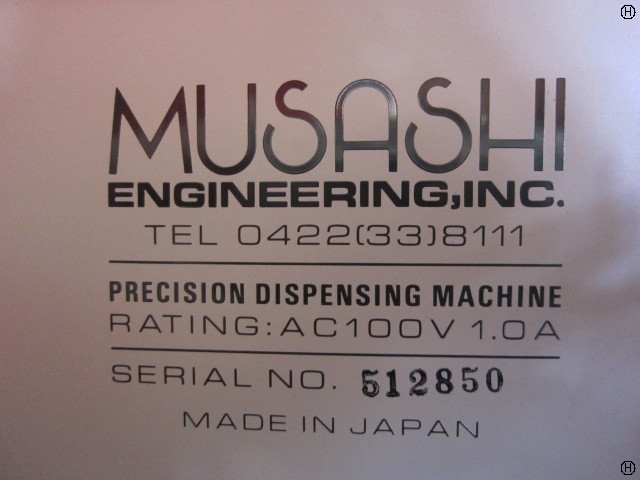 MUSASHI
ENGINEERING,INC.
TEL 0422(33)8111
PRECISION DISPENSING MACHINE
RATING:AC100V 1.0A
SERIAL NO. 512850
MADE IN JAPAN
H
H